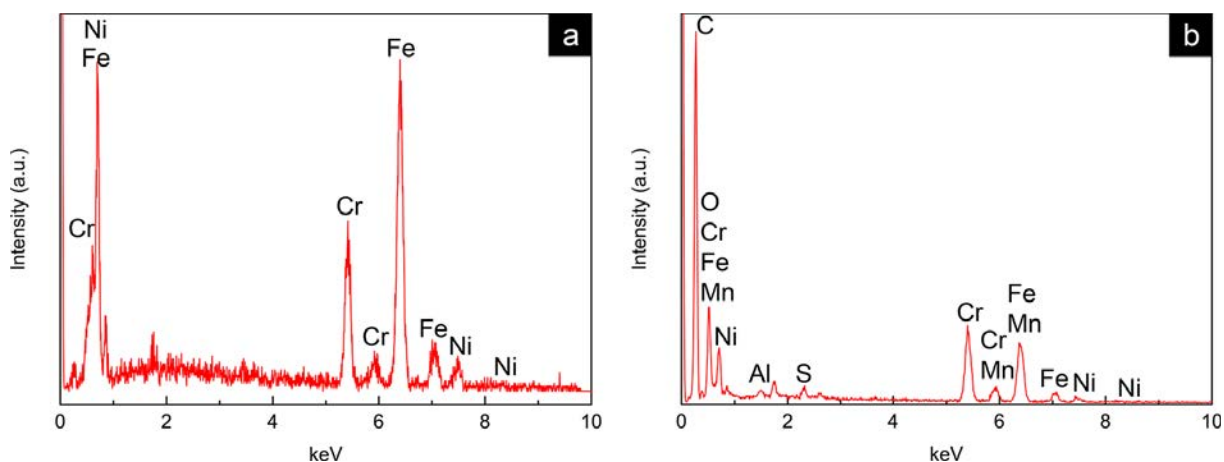 a
Ni
Fe
Cr
Cr
Cr
Fe
Fe
Ni
Ni
Intensity (a.u.)
0 2 4 6 8 10
keV
b
C
O
Cr
Fe
Mn
Ni
Al
S
Cr
Cr
Mn
Fe
Mn
Fe
Ni
Ni
Intensity (a.u.)
0 2 4 6 8 10
keV